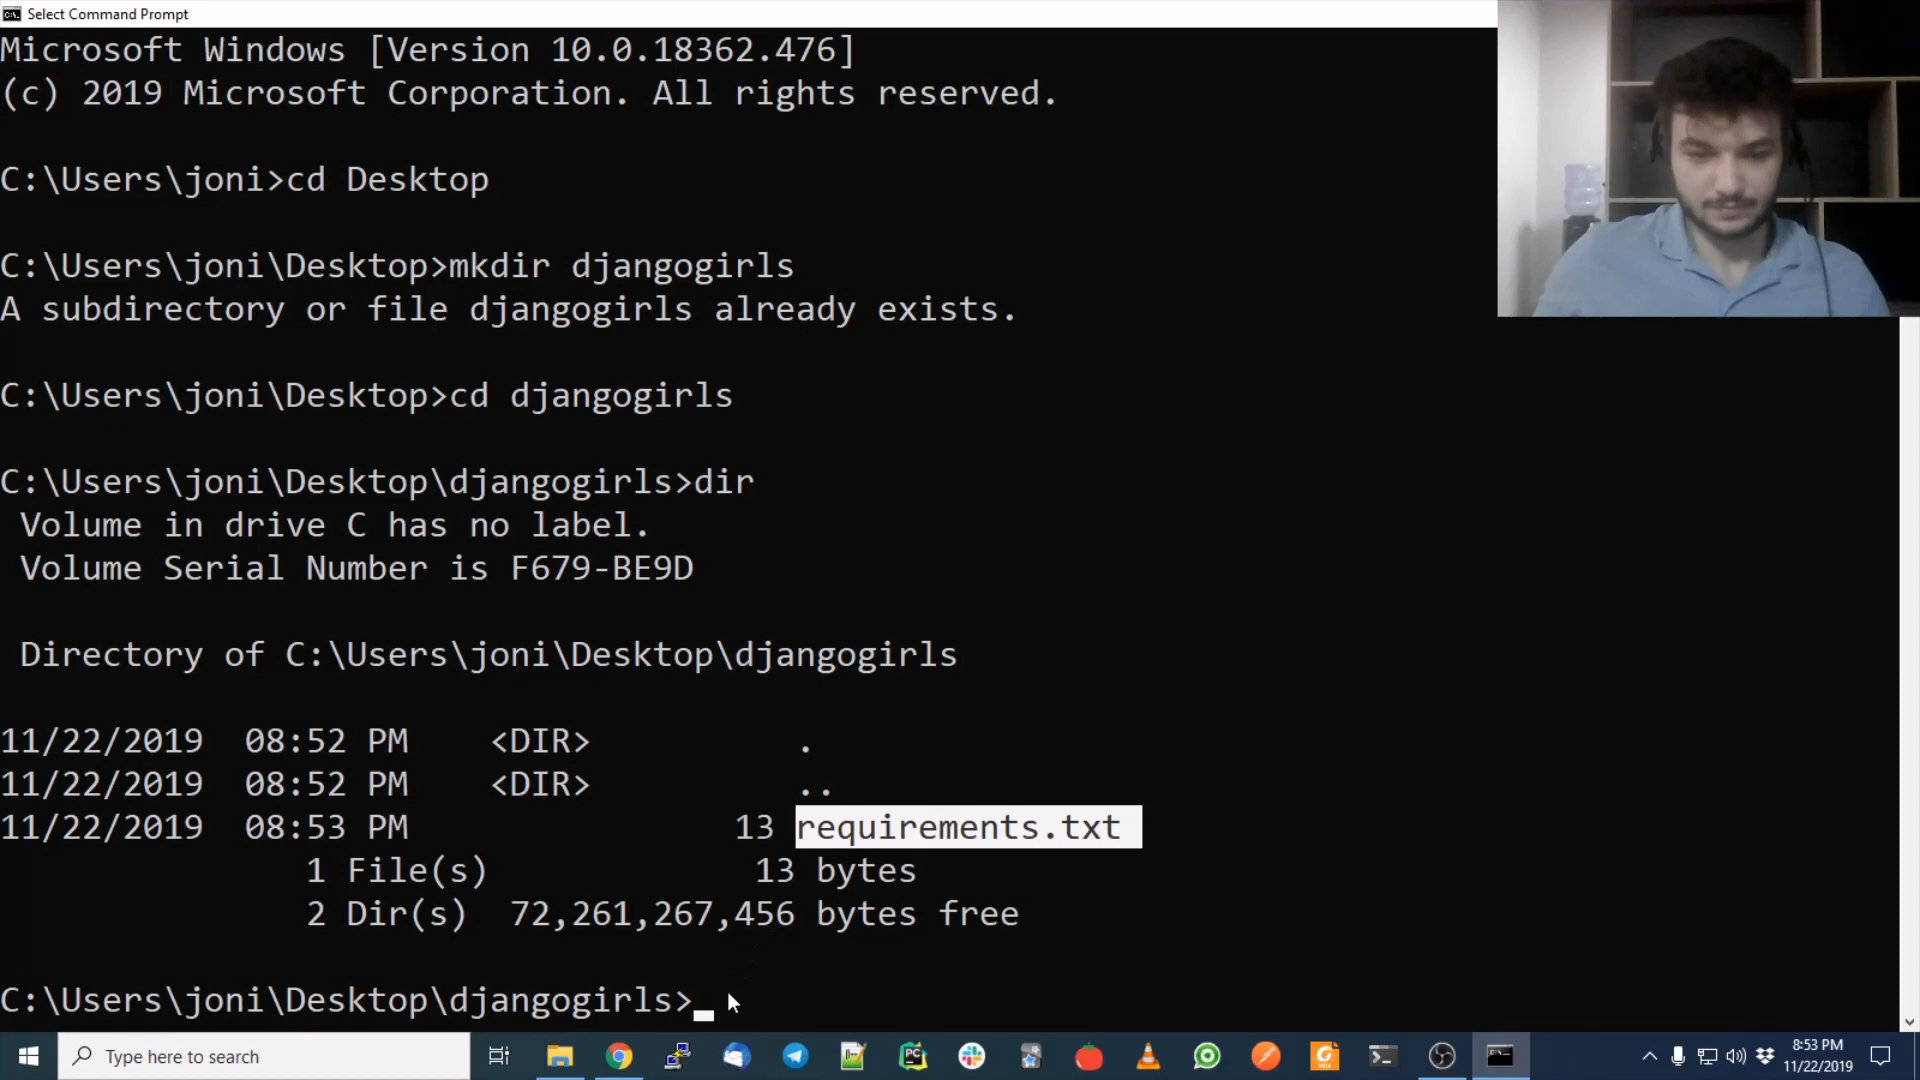 Select Command Prompt
Microsoft Windows [Version 10.0.18362.476]
(c) 2019 Microsoft Corporation. All rights reserved.
C:\Users\joni>cd Desktop
C:\Users\joni\Desktop>mkdir djangogirls
A subdirectory or file djangogirls already exists.
C:\Users\joni\Desktop>cd djangogirls
C:\Users\joni\Desktop\djangogirls>dir
Volume in drive C has no label.
Volume Serial Number is F679-BE9D
Directory of C:\Users\joni\Desktop\djangogirls
11/22/2019 08:52 PM <DIR> .
11/22/2019 08:52 PM <DIR> ..
11/22/2019 08:53 PM 13 requirements.txt
1 File(s) 13 bytes
2 Dir(s) 72,261,267,456 bytes free
C:\Users\joni\Desktop\djangogirls>_
Type here to search
8:53 PM
11/22/2019